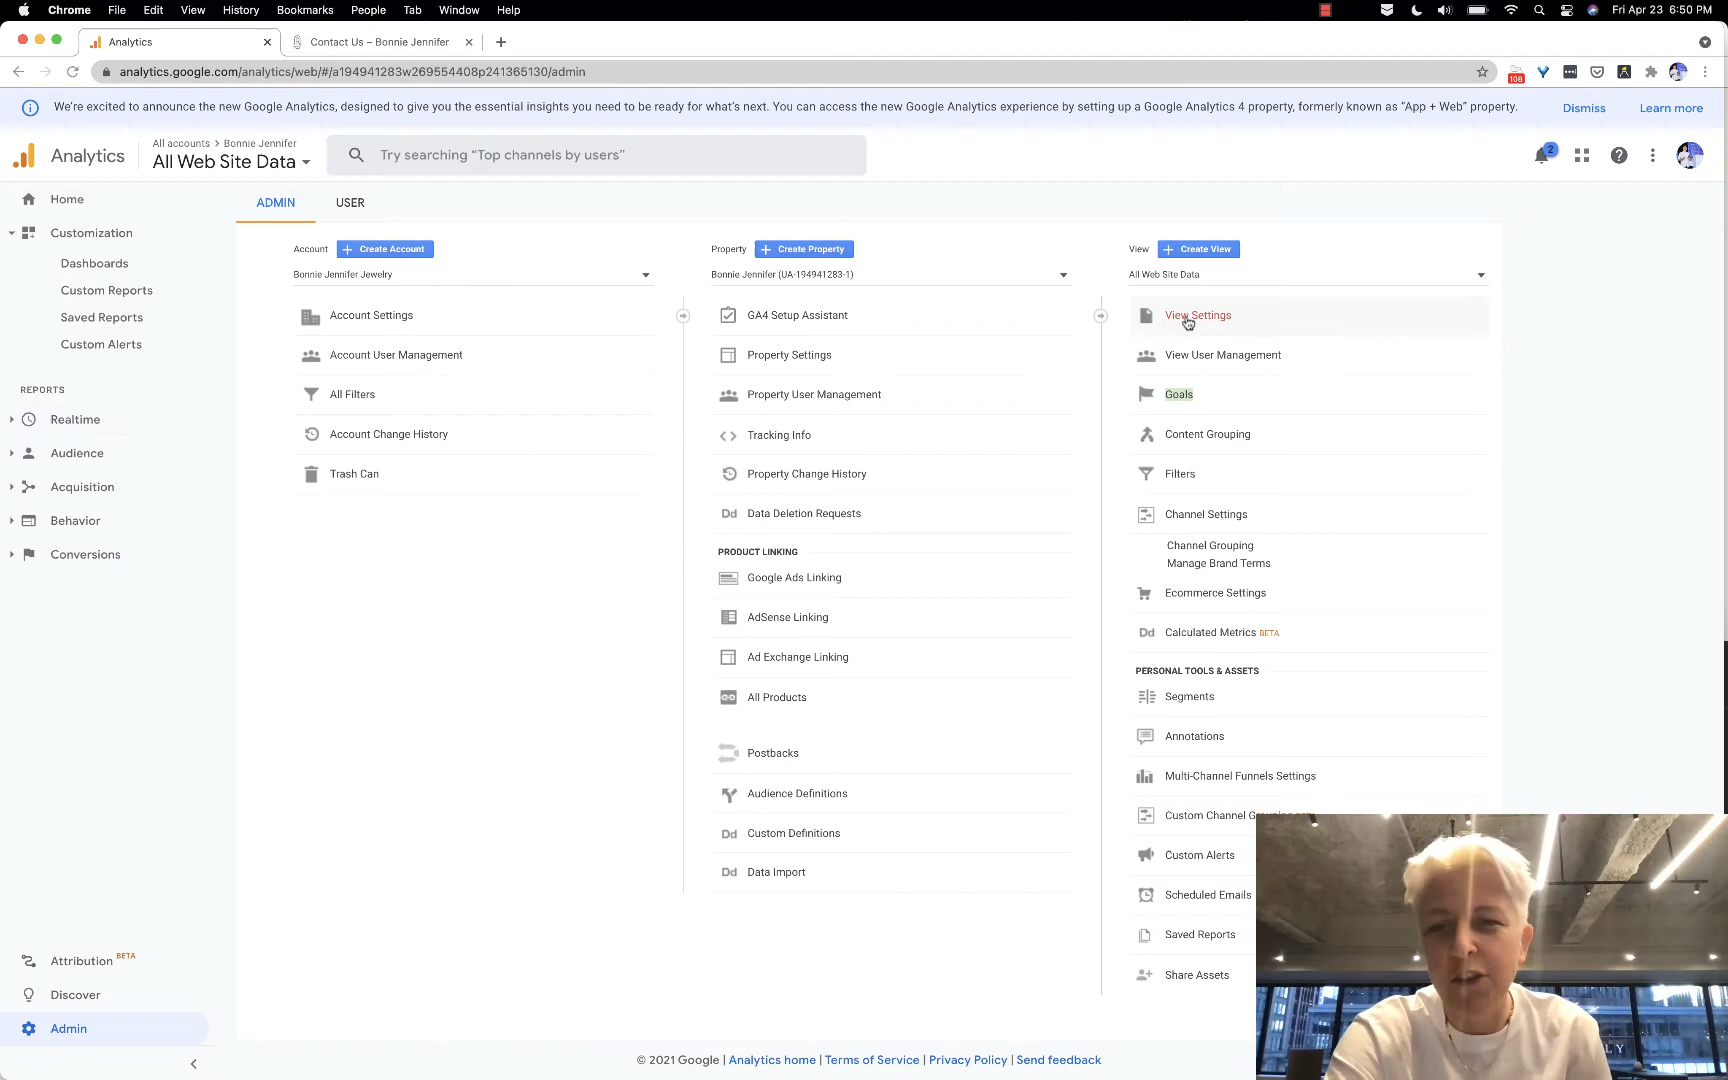 Chrome File Edit View History Bookmarks People Tab Window Help
Fri Apr 23 6:50 PM
Analytics
Contact Us – Bonnie Jennifer
analytics.google.com/analytics/web/#/a194941283w269554408p241365130/admin
108
We're excited to announce the new Google Analytics, designed to give you the essential insights you need to be ready for what's next. You can access the new Google Analytics experience by setting up a Google Analytics 4 property, formerly known as “App + Web” property.
Dismiss
Learn more
Analytics
All accounts > Bonnie Jennifer
All Web Site Data
Try searching “Top channels by users”
2
Home
Customization
Dashboards
Custom Reports
Saved Reports
Custom Alerts
REPORTS
Realtime
Audience
Acquisition
Behavior
Conversions
Attribution BETA
Discover
Admin
ADMIN
USER
Account
Create Account
Bonnie Jennifer Jewelry
Account Settings
Account User Management
All Filters
Account Change History
Trash Can
Property
Create Property
Bonnie Jennifer (UA-194941283-1)
GA4 Setup Assistant
Property Settings
Property User Management
Tracking Info
Property Change History
Dd Data Deletion Requests
PRODUCT LINKING
Google Ads Linking
AdSense Linking
Ad Exchange Linking
All Products
Postbacks
Audience Definitions
Dd Custom Definitions
Dd Data Import
View
Create View
All Web Site Data
View Settings
View User Management
Goals
Content Grouping
Filters
Channel Settings
Channel Grouping
Manage Brand Terms
Ecommerce Settings
Dd Calculated Metrics BETA
PERSONAL TOOLS & ASSETS
Segments
Annotations
Multi-Channel Funnels Settings
Custom Channel
Custom Alerts
Scheduled Emails
Saved Reports
Share Assets
© 2021 Google | Analytics home | Terms of Service | Privacy Policy | Send feedback